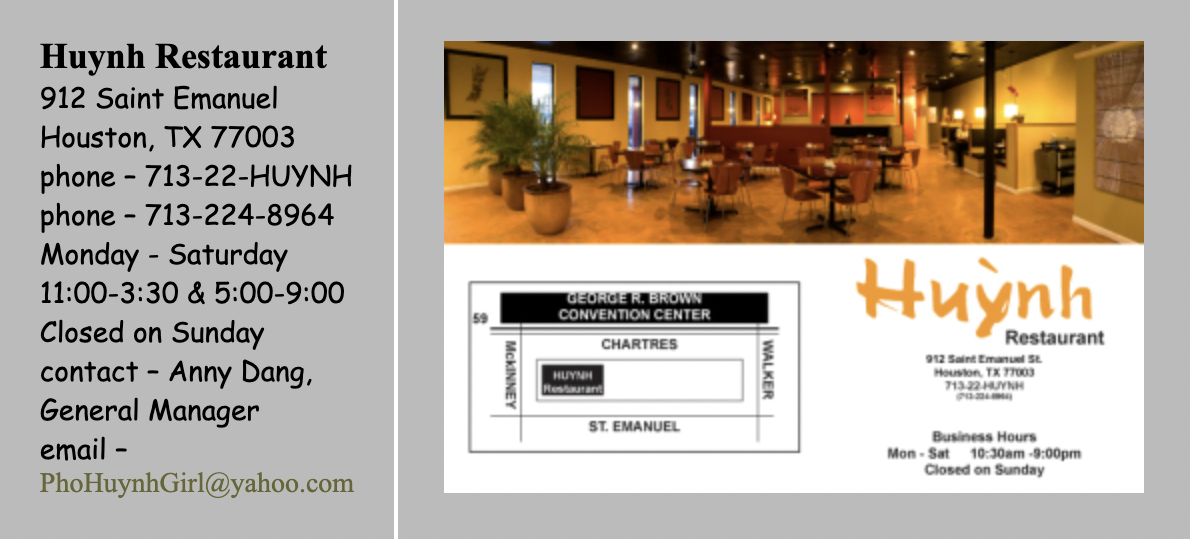 Huynh Restaurant
912 Saint Emanuel
Houston, TX 77003
phone – 713-22-HUYNH
phone – 713-224-8964
Monday - Saturday
11:00-3:30 & 5:00-9:00
Closed on Sunday
contact – Anny Dang,
General Manager
email –
PhoHuynhGirl@yahoo.com
GEORGE R. BROWN
CONVENTION CENTER
59
CHARTRES
McKINNEY
WALKER
HUYNH
Restaurant
ST. EMANUEL
Huỳnh
Restaurant
912 Saint Emanuel St.
Houston, TX 77003
713-22-HUYNH
(713-224-8964)
Business Hours
Mon - Sat 10:30am -9:00pm
Closed on Sunday